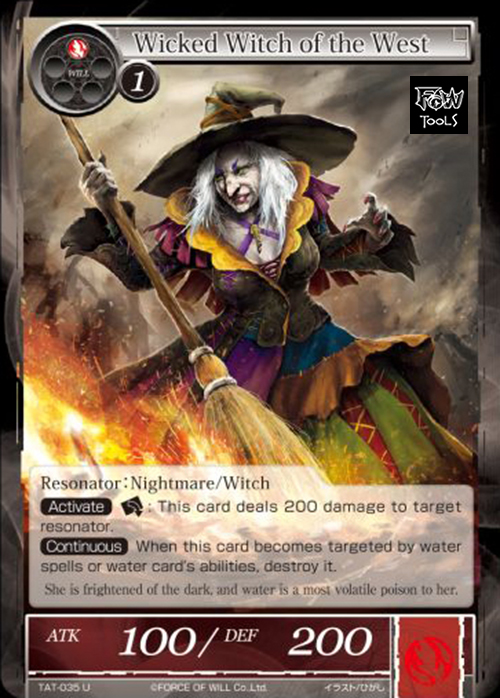 Wicked Witch of the West
WILL
1
FOW
TOOLS
Resonator：Nightmare/Witch
Activate : This card deals 200 damage to target
resonator.
Continuous When this card becomes targeted by water
spells or water card's abilities, destroy it.
She is frightened of the dark, and water is a most volatile poison to her.
ATK 100/ DEF 200
TAT-035 U ©FORCE OF WILL Co.,Ltd. イラスト/ひがし